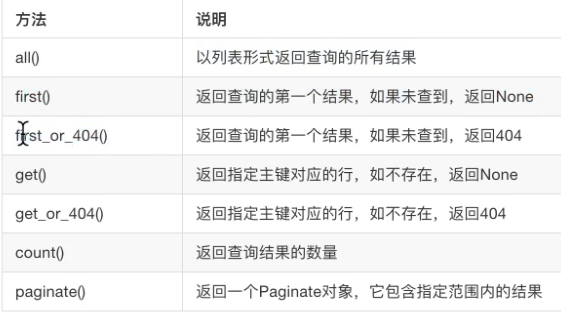 方法 说明
all() 以列表形式返回查询的所有结果
first() 返回查询的第一个结果，如果未查到，返回None
first_or_404() 返回查询的第一个结果，如果未查到，返回404
get() 返回指定主键对应的行，如不存在，返回None
get_or_404() 返回指定主键对应的行，如不存在，返回404
count() 返回查询结果的数量
paginate() 返回一个Paginate对象，它包含指定范围内的结果